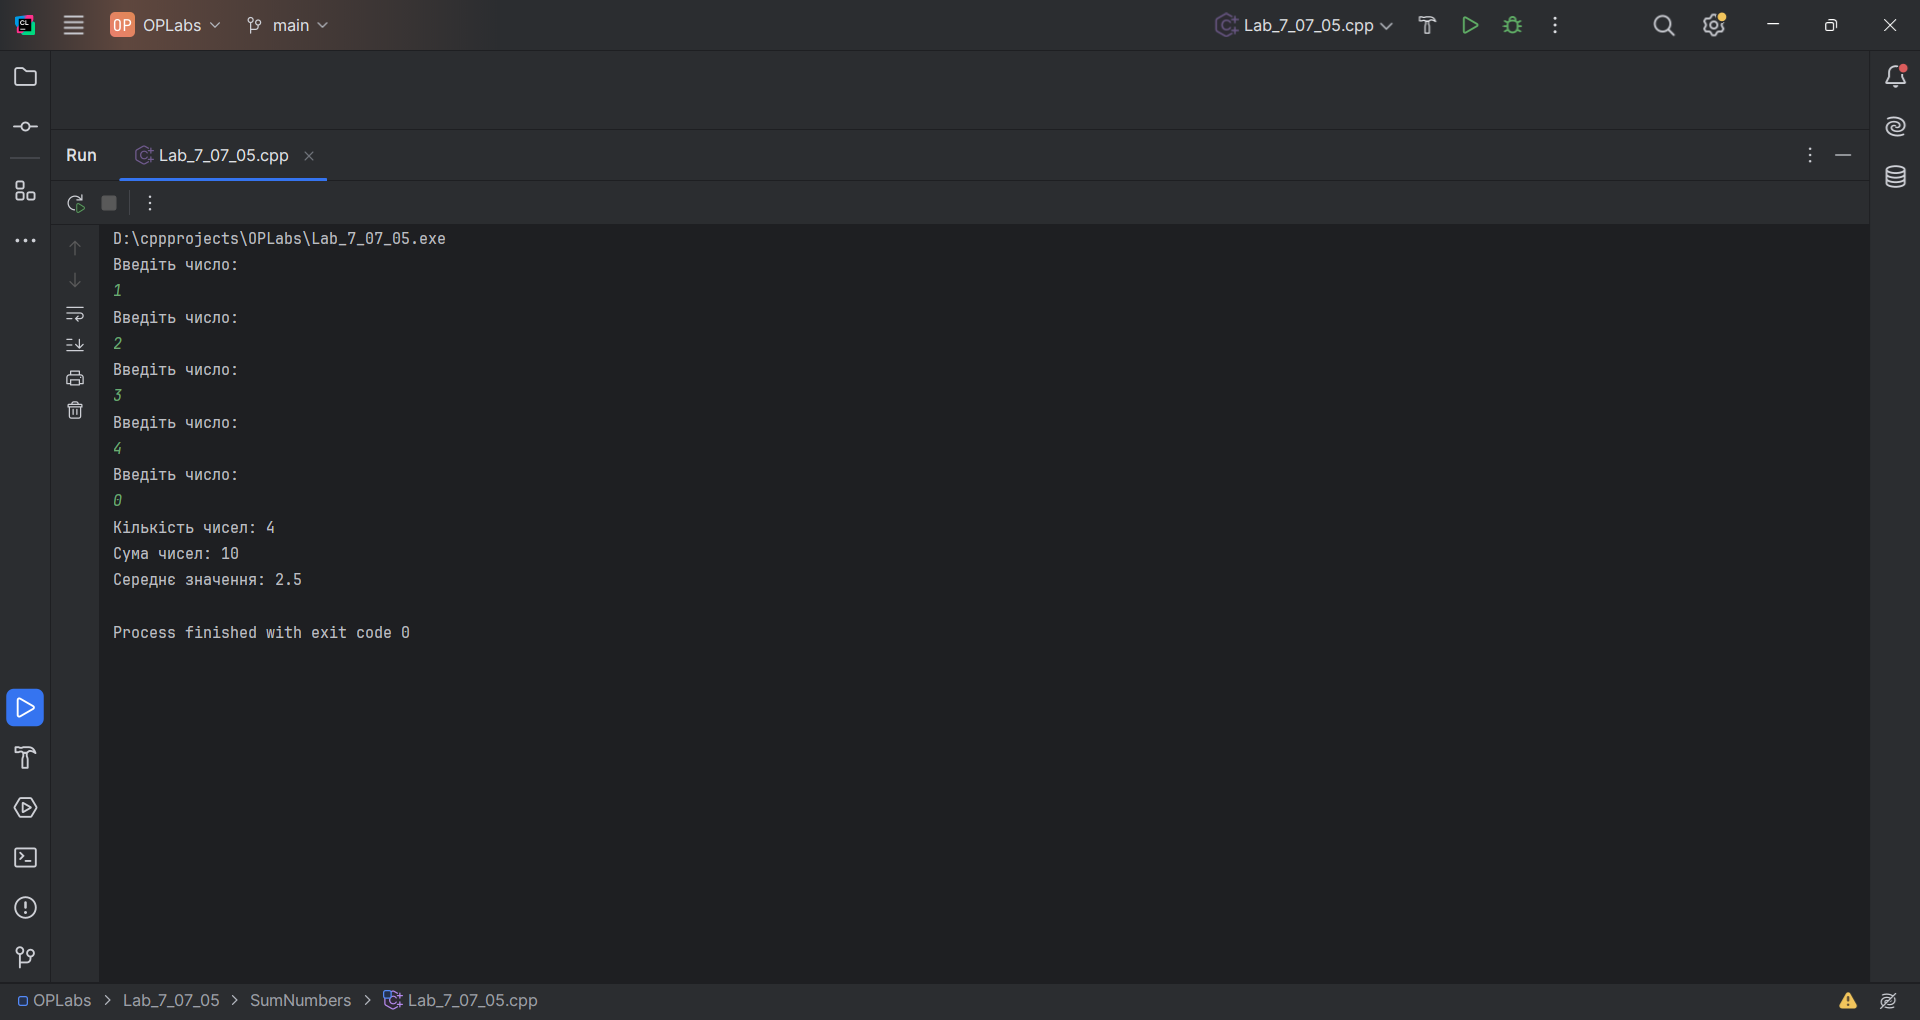 OP OPLabs main Lab_7_07_05.cpp
Run Lab_7_07_05.cpp
D:\cppprojects\OPLabs\Lab_7_07_05.exe
Введіть число:
1
Введіть число:
2
Введіть число:
3
Введіть число:
4
Введіть число:
0
Кількість чисел: 4
Сума чисел: 10
Середнє значення: 2.5
Process finished with exit code 0
OPLabs > Lab_7_07_05 > SumNumbers > Lab_7_07_05.cpp